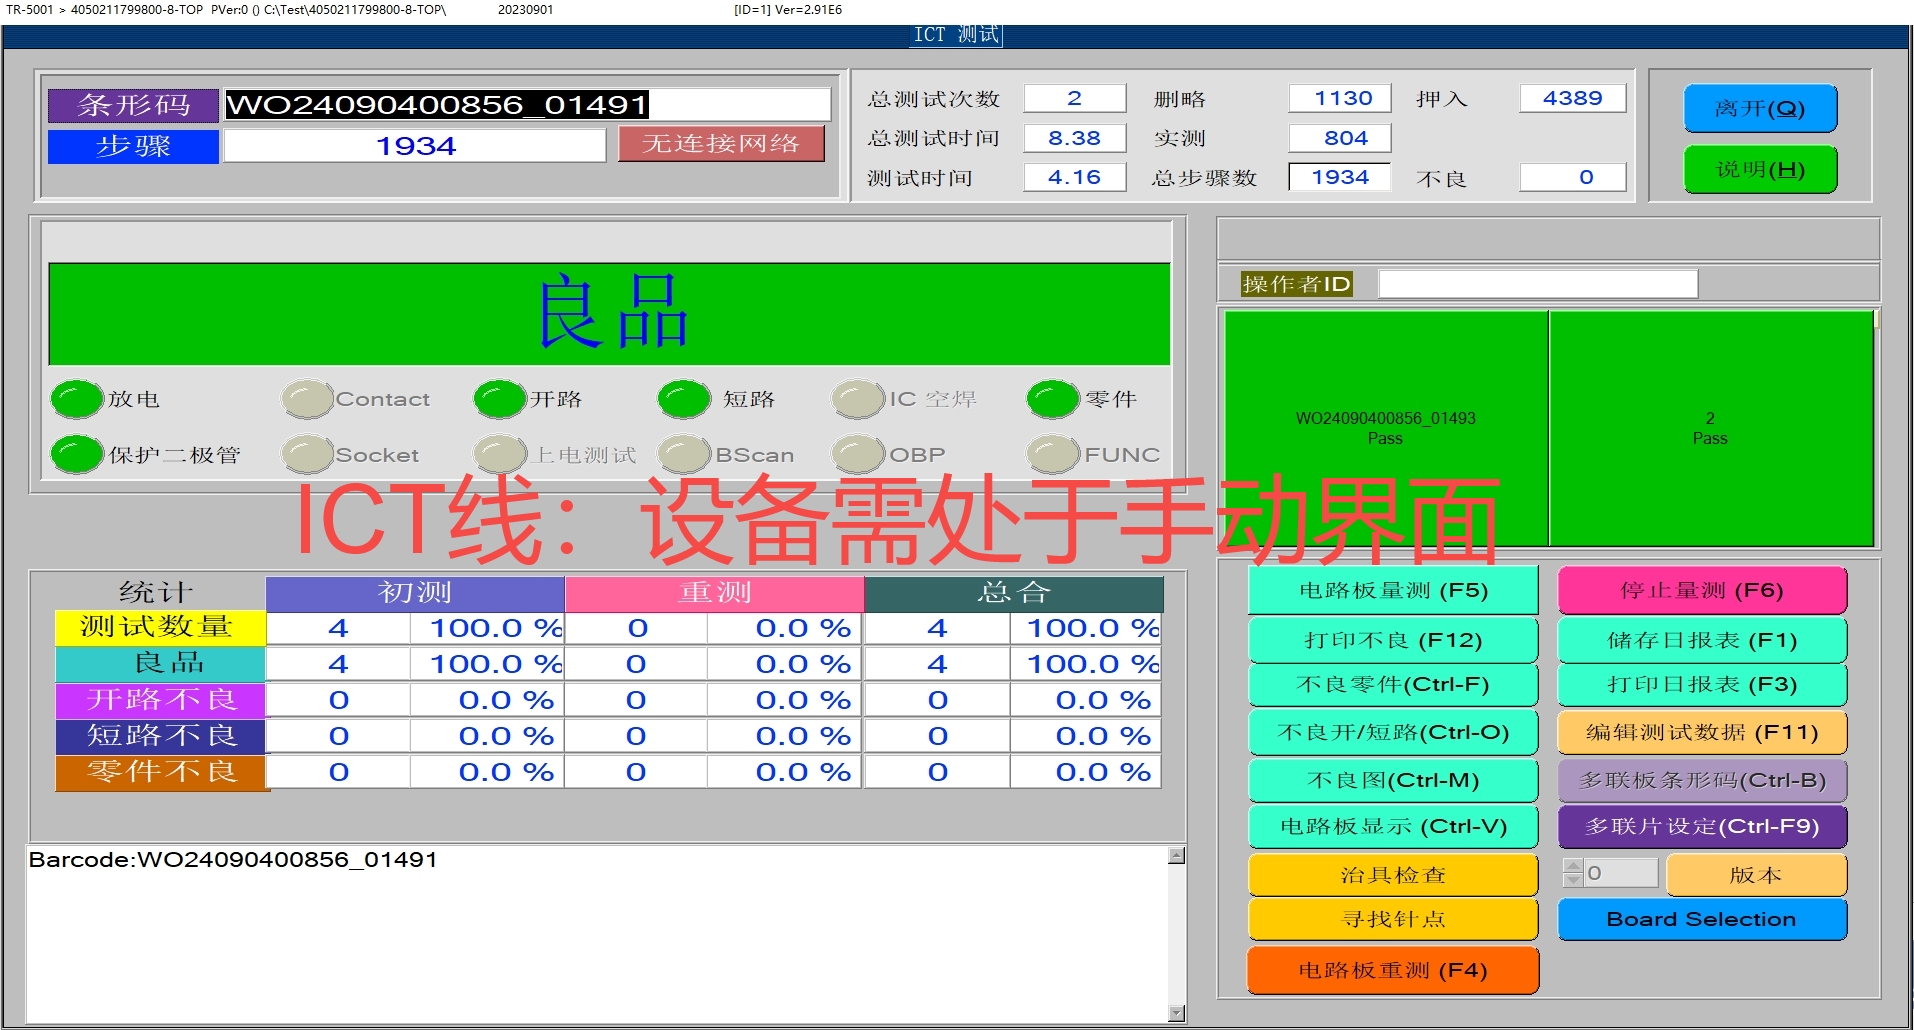 TR-5001 > 4050211799800-8-TOP PVer:0 () C:\Test\4050211799800-8-TOP\ 20230901 [ID=1] Ver=2.91E6
ICT 测试
条形码 WO24090400856_01491
步骤 1934 无连接网络
总测试次数 2 删略 1130 押入 4389
总测试时间 8.38 实测 804
测试时间 4.16 总步骤数 1934 不良 0
离开(Q)
说明(H)
良品
放电 Contact 开路 短路 IC 空焊 零件
保护二极管 Socket 上电测试 BScan OBP FUNC
操作者ID
WO24090400856_01493
Pass
2
Pass
ICT线：设备需处于手动界面
统计 初测 重测 总合
测试数量 4 100.0 % 0 0.0 % 4 100.0 %
良品 4 100.0 % 0 0.0 % 4 100.0 %
开路不良 0 0.0 % 0 0.0 % 0 0.0 %
短路不良 0 0.0 % 0 0.0 % 0 0.0 %
零件不良 0 0.0 % 0 0.0 % 0 0.0 %
Barcode:WO24090400856_01491
电路板量测 (F5) 停止量测 (F6)
打印不良 (F12) 储存日报表 (F1)
不良零件(Ctrl-F) 打印日报表 (F3)
不良开/短路(Ctrl-O) 编辑测试数据 (F11)
不良图(Ctrl-M) 多联板条形码(Ctrl-B)
电路板显示 (Ctrl-V) 多联片设定(Ctrl-F9)
治具检查 0 版本
寻找针点 Board Selection
电路板重测 (F4)